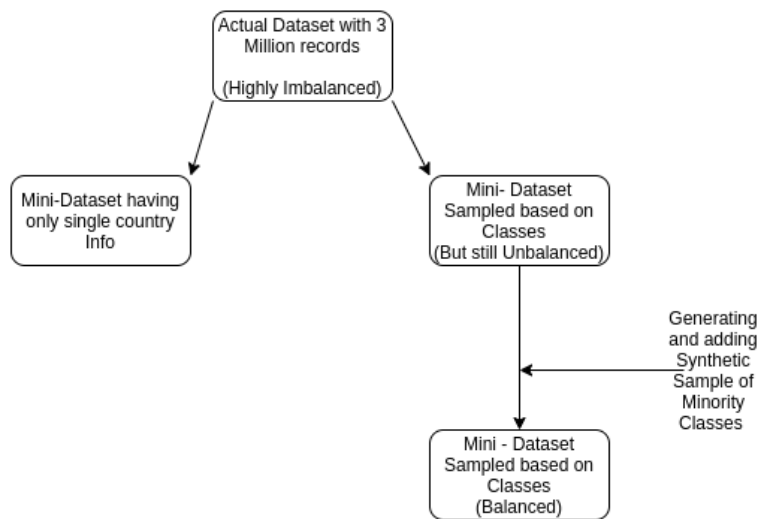 Actual Dataset with 3
Million records
(Highly Imbalanced)
Mini-Dataset having
only single country
Info
Mini- Dataset
Sampled based on
Classes
(But still Unbalanced)
Generating
and adding
Synthetic
Sample of
Minority
Classes
Mini - Dataset
Sampled based on
Classes
(Balanced)